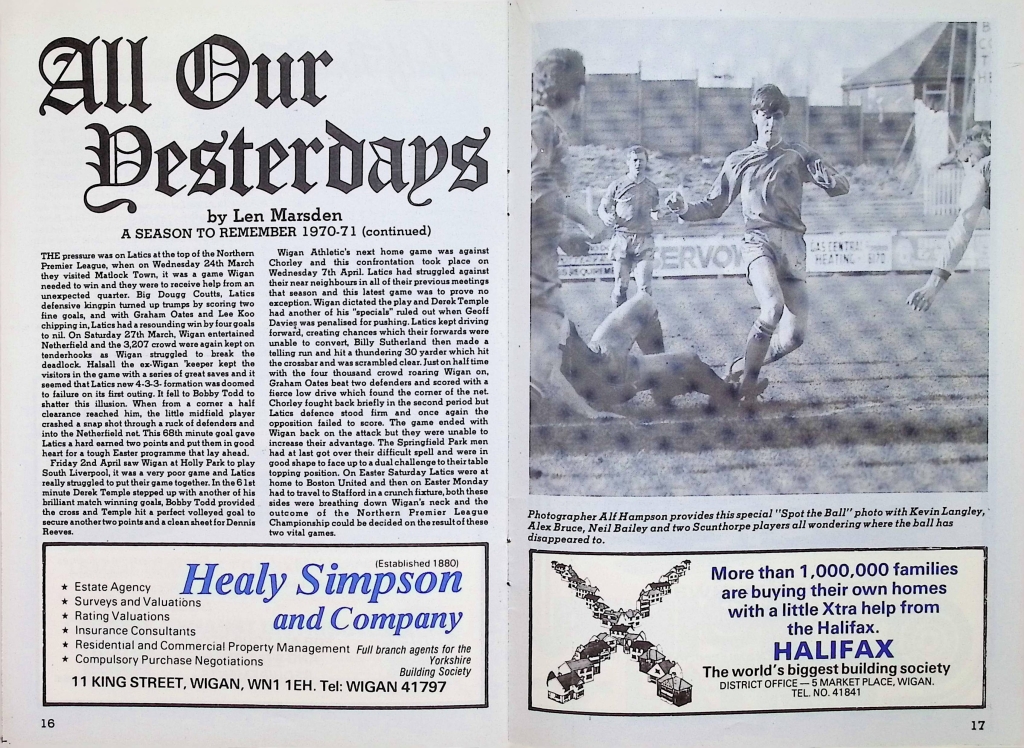 All Our
Yesterdays
by Len Marsden
A SEASON TO REMEMBER 1970-71 (continued)
THE pressure was on Latics at the top of the Northern
Premier League, when on Wednesday 24th March
they visited Matlock Town, it was a game Wigan
needed to win and they were to receive help from an
unexpected quarter. Big Dougg Coutts, Latics
defensive kingpin turned up trumps by scoring two
fine goals, and with Graham Oates and Lee Koo
chipping in, Latics had a resounding win by four goals
to nil. On Saturday 27th March, Wigan entertained
Netherfield and the 3,207 crowd were again kept on
tenderhooks as Wigan struggled to break the
deadlock. Halsall the ex-Wigan 'keeper kept the
visitors in the game with a series of great saves and it
seemed that Latics new 4-3-3- formation was doomed
to failure on its first outing. It fell to Bobby Todd to
shatter this illusion. When from a corner a half
clearance reached him, the little midfield player
crashed a snap shot through a ruck of defenders and
into the Netherfield net. This 68th minute goal gave
Latics a hard earned two points and put them in good
heart for a tough Easter programme that lay ahead.
Friday 2nd April saw Wigan at Holly Park to play
South Liverpool, it was a very poor game and Latics
really struggled to put their game together. In the 61st
minute Derek Temple stepped up with another of his
brilliant match winning goals, Bobby Todd provided
the cross and Temple hit a perfect volleyed goal to
secure another two points and a clean sheet for Dennis
Reeves.
Wigan Athletic's next home game was against
Chorley and this confrontation took place on
Wednesday 7th April. Latics had struggled against
their near neighbours in all of their previous meetings
that season and this latest game was to prove no
exception. Wigan dictated the play and Derek Temple
had another of his "specials" ruled out when Geoff
Davies was penalised for pushing. Latics kept driving
forward, creating chances which their forwards were
unable to convert, Billy Sutherland then made a
telling run and hit a thundering 30 yarder which hit
the crossbar and was scrambled clear. Just on half time
with the four thousand crowd roaring Wigan on,
Graham Oates beat two defenders and scored with a
fierce low drive which found the corner of the net.
Chorley fought back briefly in the second period but
Latics defence stood firm and once again the
opposition failed to score. The game ended with
Wigan back on the attack but they were unable to
increase their advantage. The Springfield Park men
had at last got over their difficult spell and were in
good shape to face up to a dual challenge to their table
topping position. On Easter Saturday Latics were at
home to Boston United and then on Easter Monday
had to travel to Stafford in a crunch fixture, both these
sides were breathing down Wigan's neck and the
outcome of the Northern Premier League
Championship could be decided on the result of these
two vital games.
(Established 1880)
Healy Simpson
and Company
★ Estate Agency
★ Surveys and Valuations
★ Rating Valuations
★ Insurance Consultants
★ Residential and Commercial Property Management
★ Compulsory Purchase Negotiations
Full branch agents for the
Yorkshire
Building Society
11 KING STREET, WIGAN, WN1 1EH. Tel: WIGAN 41797
16
SERVOW
GAS CENTRAL
HEATING
Photographer Alf Hampson provides this special "Spot the Ball" photo with Kevin Langley,
Alex Bruce, Neil Bailey and two Scunthorpe players all wondering where the ball has
disappeared to.
More than 1,000,000 families
are buying their own homes
with a little Xtra help from
the Halifax.
HALIFAX
The world's biggest building society
DISTRICT OFFICE — 5 MARKET PLACE, WIGAN.
TEL. NO. 41841
17